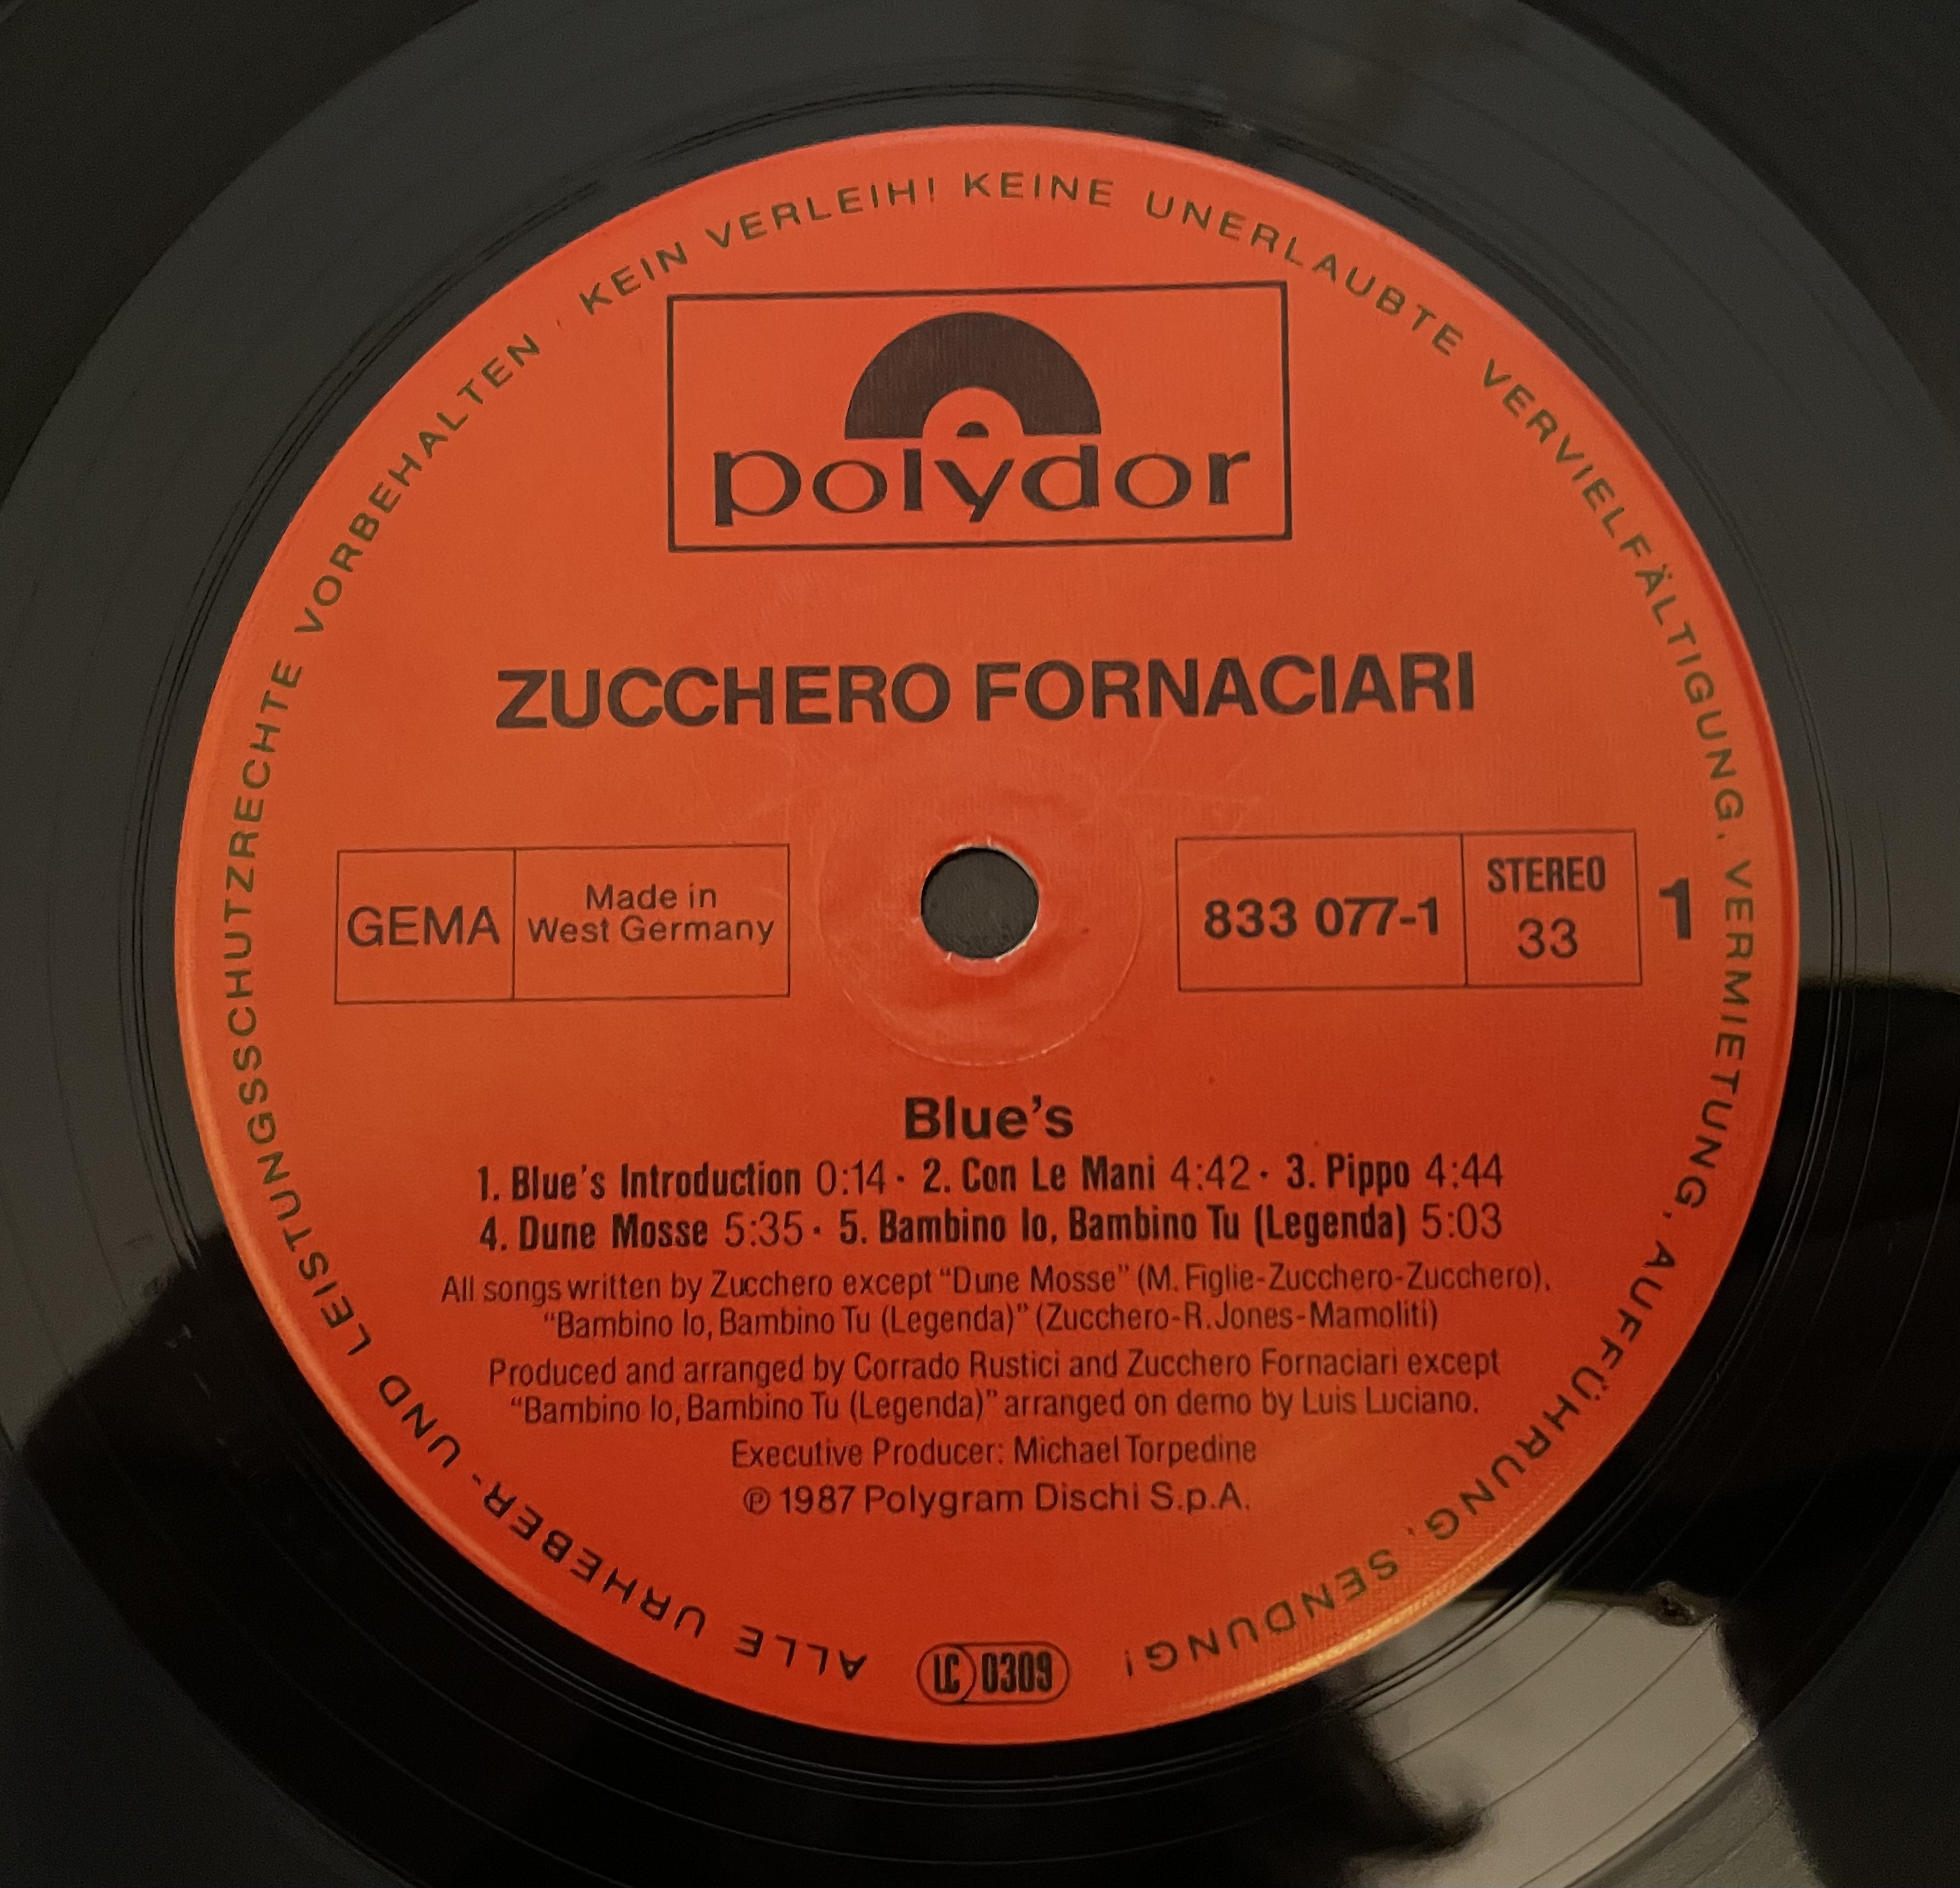 polydor
ZUCCHERO FORNACIARI
GEMA
Made in
West Germany
833 077-1
STEREO
33
1
Blue's
1. Blue's Introduction 0:14 · 2. Con Le Mani 4:42 · 3. Pippo 4:44
4. Dune Mosse 5:35 · 5. Bambino Io, Bambino Tu (Legenda) 5:03
All songs written by Zucchero except “Dune Mosse” (M. Figlie-Zucchero-Zucchero),
“Bambino Io, Bambino Tu (Legenda)” (Zucchero-R. Jones-Mamoliti)
Produced and arranged by Corrado Rustici and Zucchero Fornaciari except
“Bambino Io, Bambino Tu (Legenda)” arranged on demo by Luis Luciano.
Executive Producer: Michael Torpedine
℗ 1987 Polygram Dischi S.p.A.
LC 0309
ALLE URHEBER- UND LEISTUNGSSCHUTZRECHTE VORBEHALTEN · KEIN VERLEIH! KEINE UNERLAUBTE VERVIELFÄLTIGUNG, VERMIETUNG, AUFFÜHRUNG, SENDUNG!